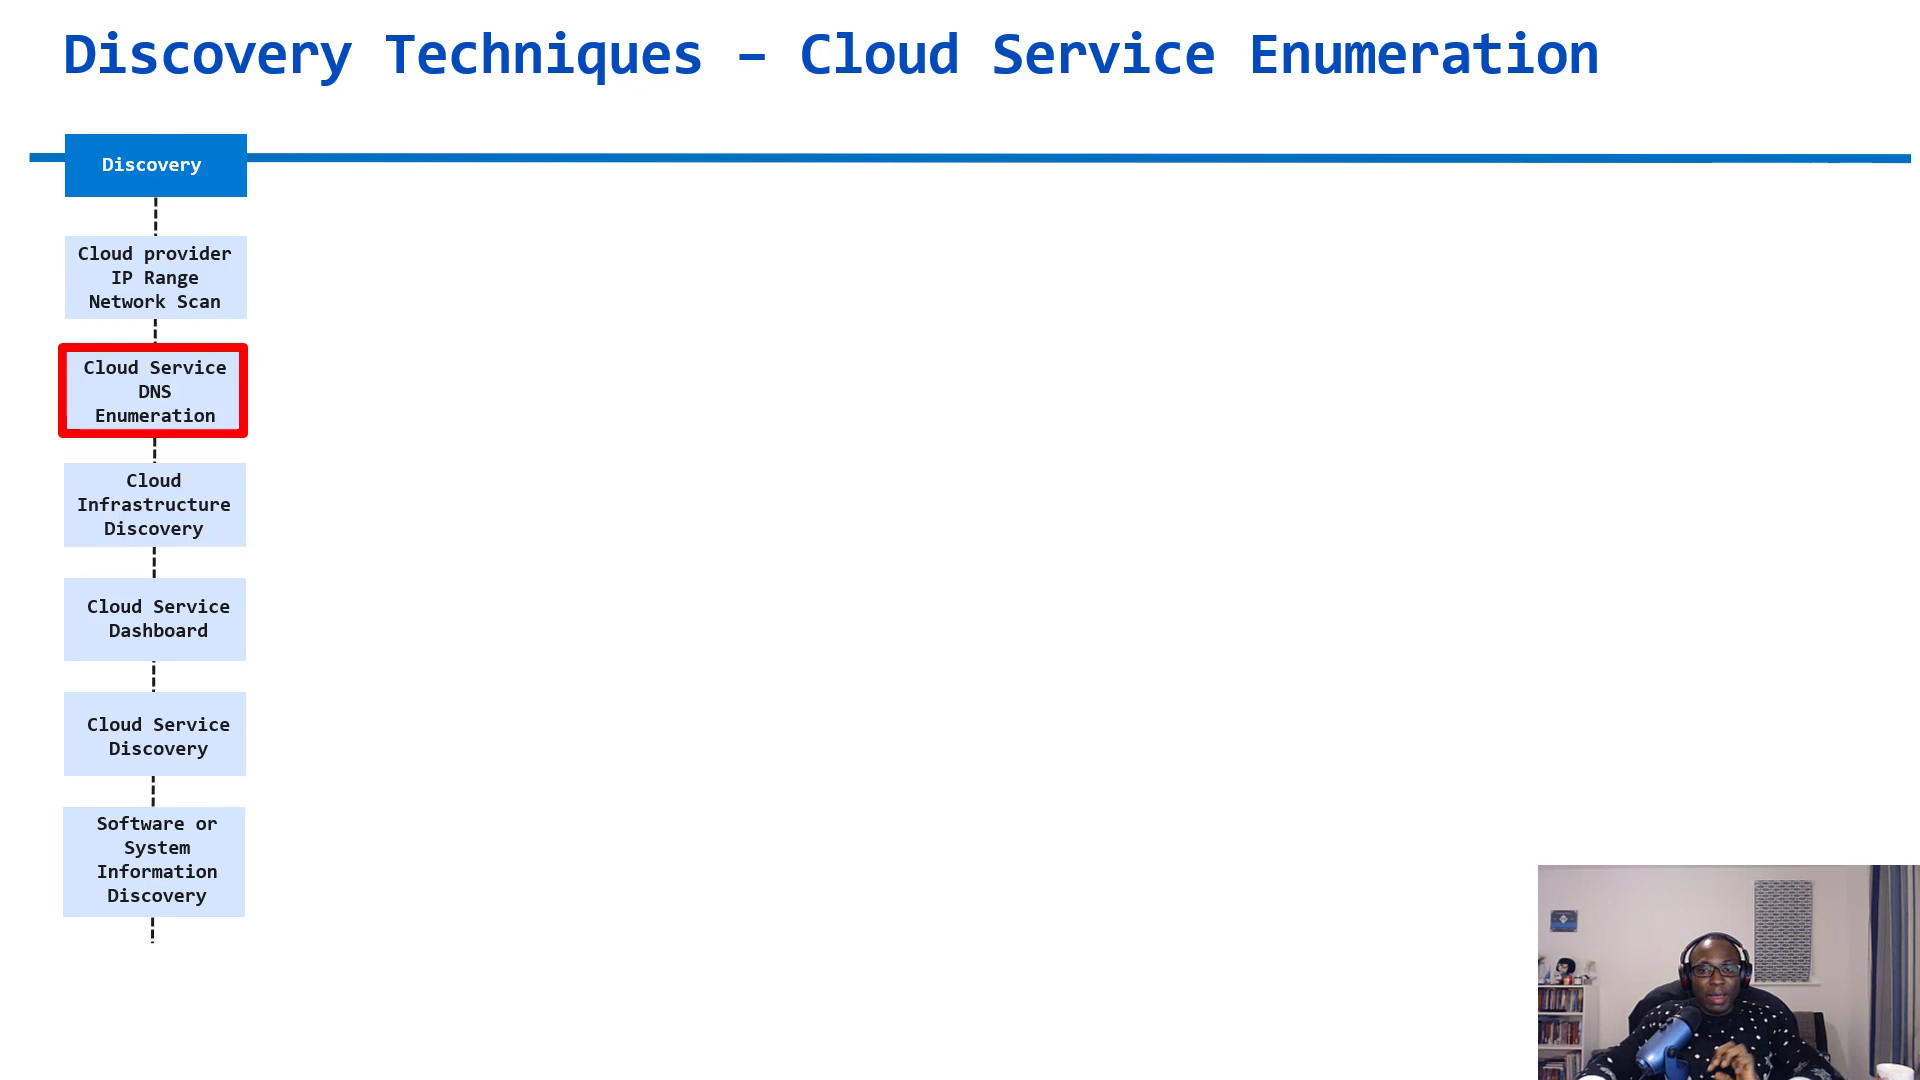 Discovery Techniques – Cloud Service Enumeration
Discovery
Cloud provider
IP Range
Network Scan
Cloud Service
DNS
Enumeration
Cloud
Infrastructure
Discovery
Cloud Service
Dashboard
Cloud Service
Discovery
Software or
System
Information
Discovery